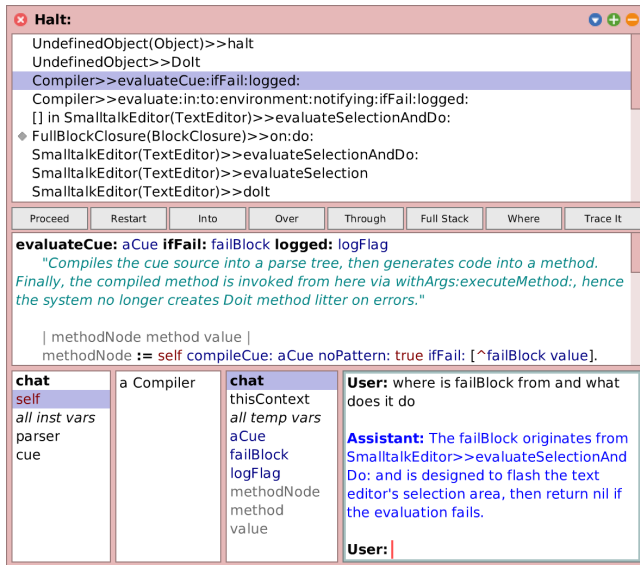 Halt:
UndefinedObject(Object)>>halt
UndefinedObject>>DoIt
Compiler>>evaluateCue:ifFail:logged:
Compiler>>evaluate:in:to:environment:notifying:ifFail:logged:
[] in SmalltalkEditor(TextEditor)>>evaluateSelectionAndDo:
FullBlockClosure(BlockClosure)>>on:do:
SmalltalkEditor(TextEditor)>>evaluateSelectionAndDo:
SmalltalkEditor(TextEditor)>>evaluateSelection
SmalltalkEditor(TextEditor)>>doIt
Proceed Restart Into Over Through Full Stack Where Trace It
evaluateCue: aCue ifFail: failBlock logged: logFlag
"Compiles the cue source into a parse tree, then generates code into a method.
Finally, the compiled method is invoked from here via withArgs:executeMethod:, hence
the system no longer creates Doit method litter on errors."
| methodNode method value |
methodNode := self compileCue: aCue noPattern: true ifFail: [^failBlock value].
chat
self
all inst vars
parser
cue
a Compiler
chat
thisContext
all temp vars
aCue
failBlock
logFlag
methodNode
method
value
User: where is failBlock from and what
does it do
Assistant: The failBlock originates from
SmalltalkEditor>>evaluateSelectionAnd
Do: and is designed to flash the text
editor's selection area, then return nil if
the evaluation fails.
User: